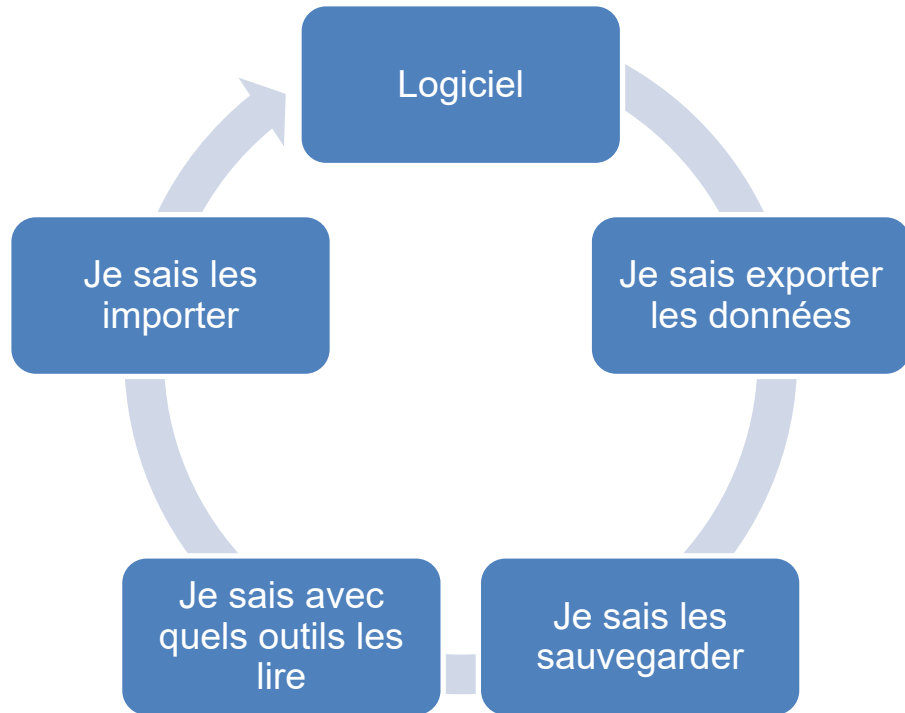 Logiciel
Je sais exporter
les données
Je sais les
sauvegarder
Je sais avec
quels outils les
lire
Je sais les
importer